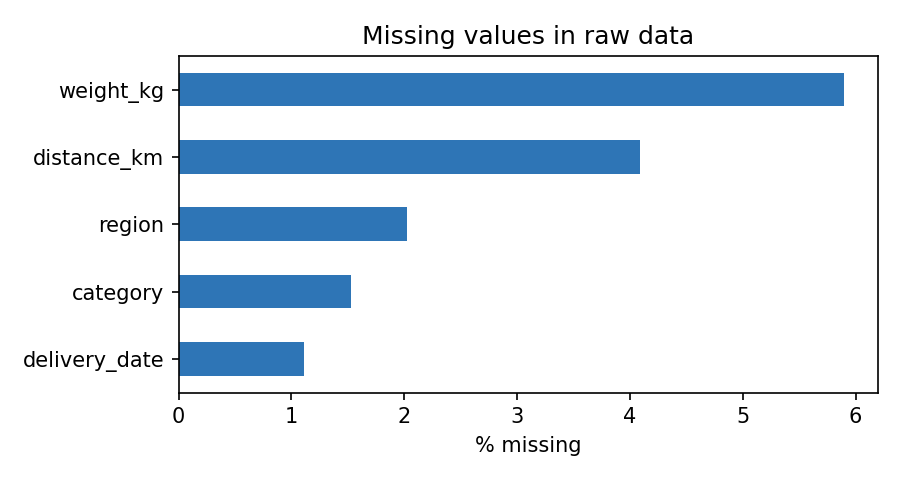 Missing values in raw data
weight_kg
distance_km
region
category
delivery_date
0 1 2 3 4 5 6
% missing